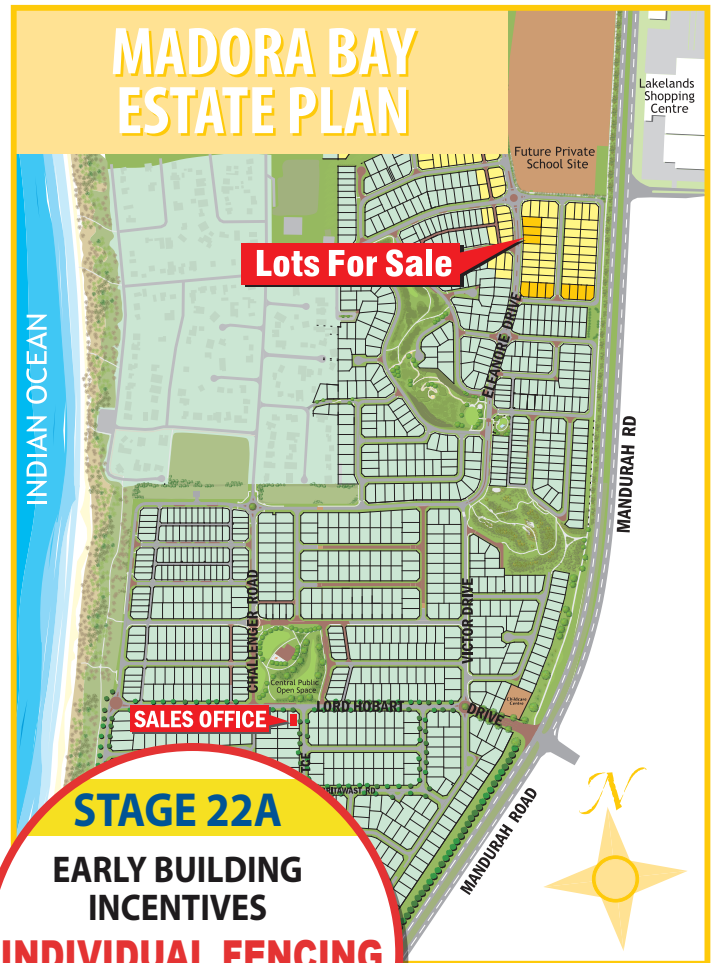 MADORA BAY
ESTATE PLAN
Lakelands
Shopping
Centre
Future Private
School Site
Lots For Sale
INDIAN OCEAN
ELEANORE DRIVE
MANDURAH RD
CHALLENGER ROAD
VICTOR DRIVE
Central Public
Open Space
Childcare
Centre
LORD HOBART
DRIVE
SALES OFFICE
TCE
RD
MANDURAH ROAD
N
STAGE 22A
EARLY BUILDING
INCENTIVES
INDIVIDUAL FENCING